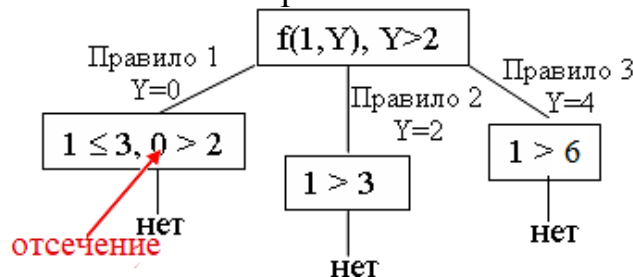 f(1,Y), Y>2
Правило 1
Y=0
Правило 2
Y=2
Правило 3
Y=4
1 ≤ 3, 0 > 2
1 > 3
1 > 6
нет
отсечение
нет
нет